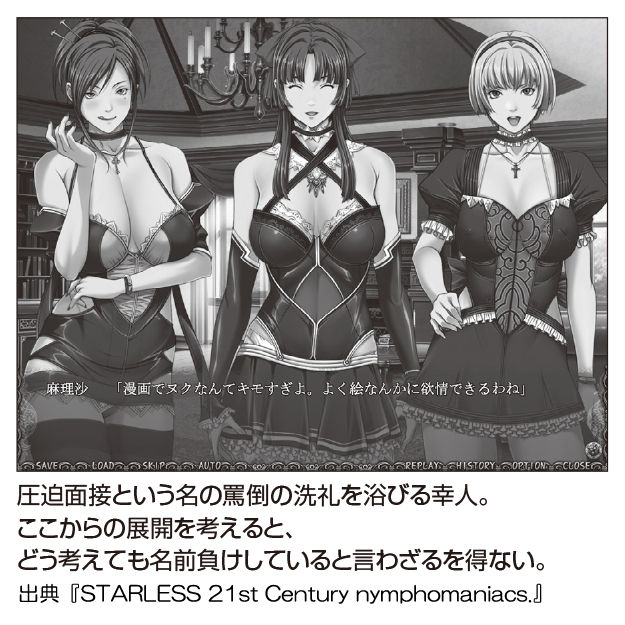 麻理沙 「漫画でヌクなんてキモすぎよ。よく絵なんかに欲情できるわね」
SAVE LOAD SKIP AUTO REPLAY HISTORY OPTION CLOSE
圧迫面接という名の罵倒の洗礼を浴びる幸人。
ここからの展開を考えると、
どう考えても名前負けしていると言わざるを得ない。
出典『STARLESS 21st Century nymphomaniacs.』